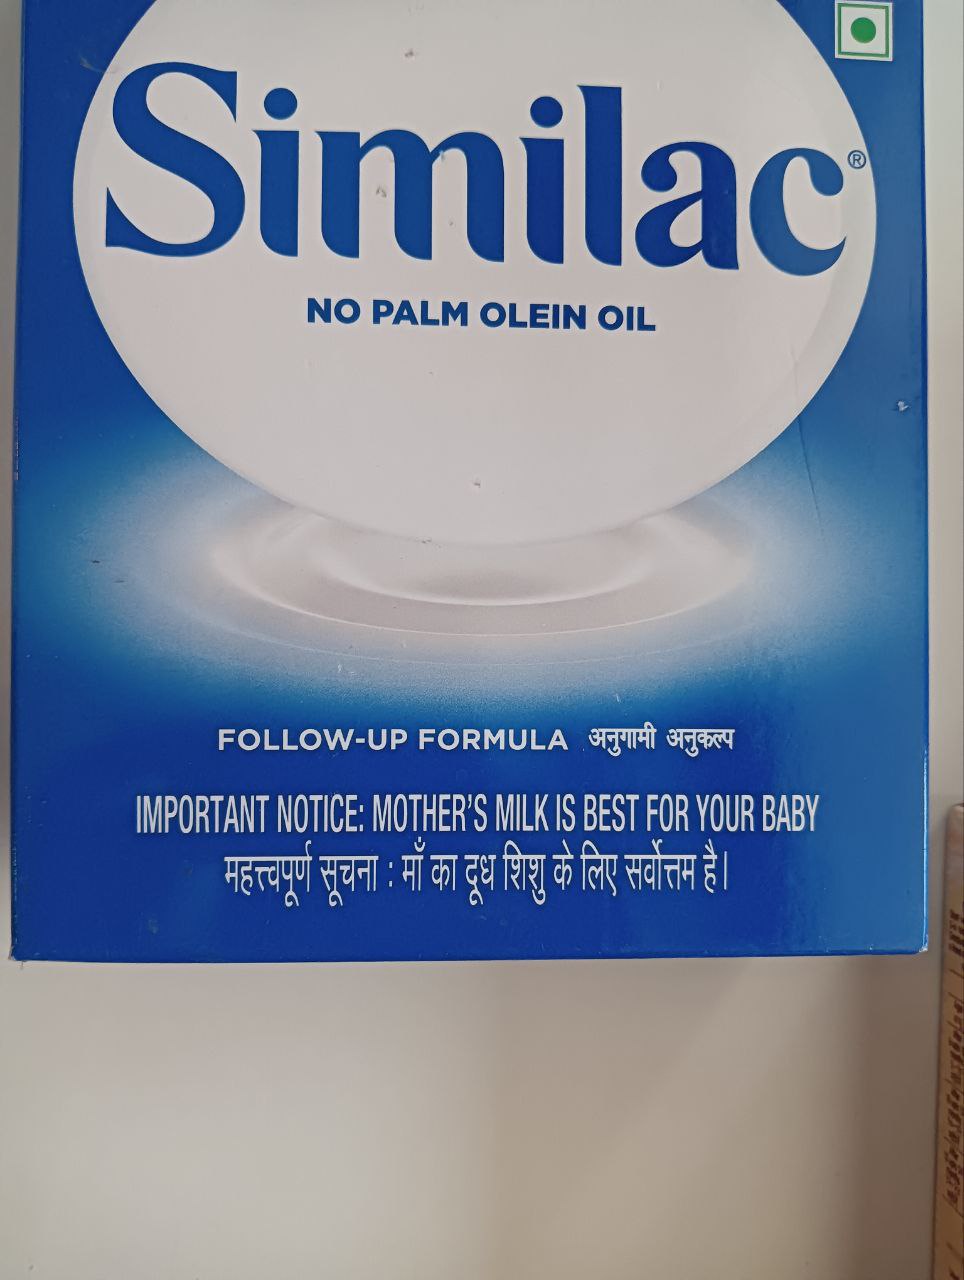 Similac®
NO PALM OLEIN OIL
FOLLOW-UP FORMULA अनुगामी अनुकल्प
IMPORTANT NOTICE: MOTHER'S MILK IS BEST FOR YOUR BABY
महत्त्वपूर्ण सूचना : माँ का दूध शिशु के लिए सर्वोत्तम है।